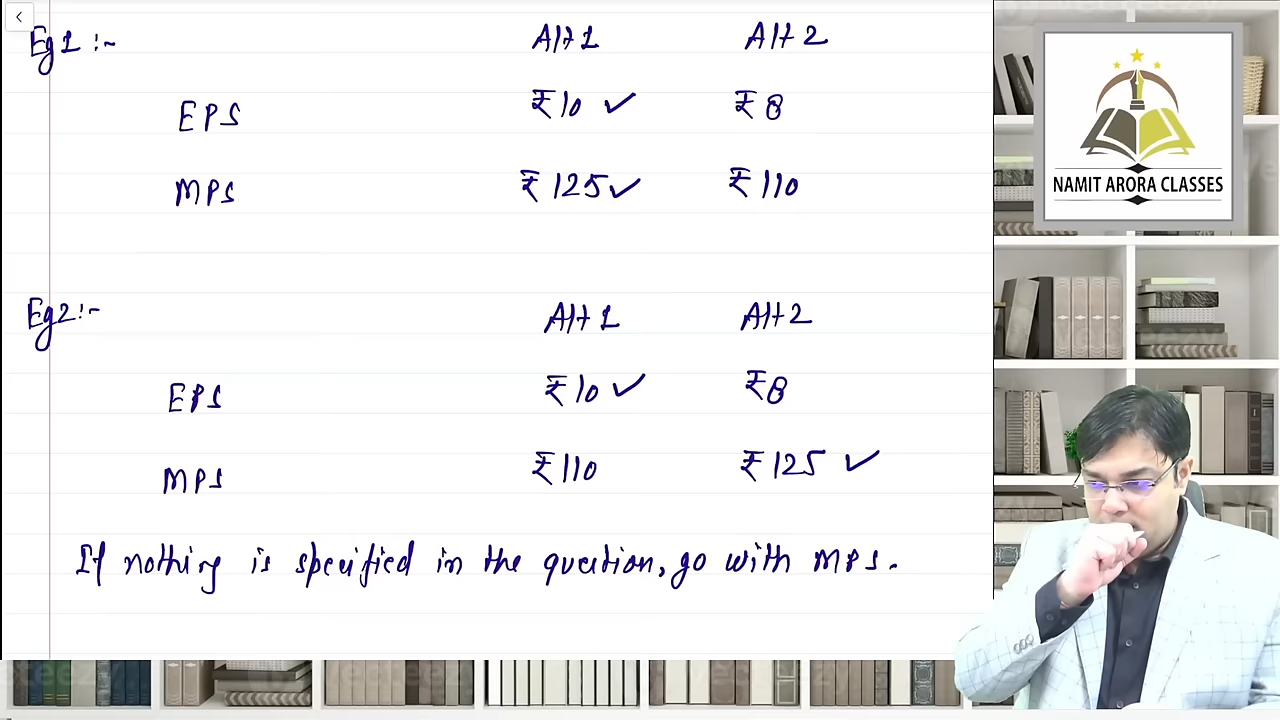 Eg1 :- Alt 1 Alt 2
EPS ₹10 ✓ ₹8
MPS ₹125 ✓ ₹110
Eg2:- Alt 1 Alt 2
EPS ₹10 ✓ ₹8
MPS ₹110 ₹125 ✓
If nothing is specified in the question, go with MPS.
NAMIT ARORA CLASSES